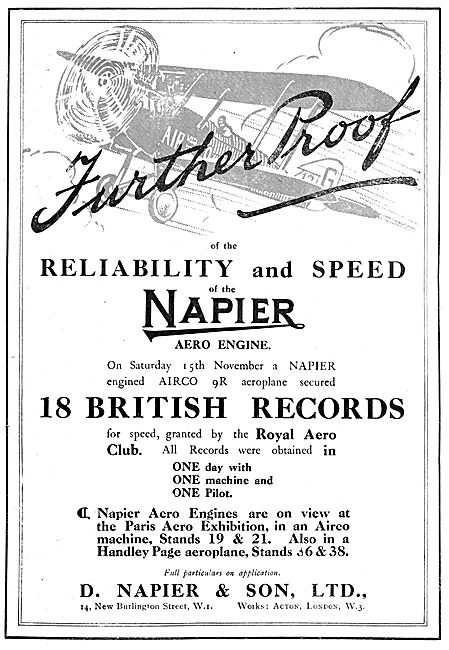 Further Proof
of the
RELIABILITY and SPEED
of the
NAPIER
AERO ENGINE.
On Saturday 15th November a NAPIER
engined AIRCO 9R aeroplane secured
18 BRITISH RECORDS
for speed, granted by the Royal Aero
Club. All Records were obtained in
ONE day with
ONE machine and
ONE Pilot.
¶ Napier Aero Engines are on view at
the Paris Aero Exhibition, in an Airco
machine, Stands 19 & 21. Also in a
Handley Page aeroplane, Stands 36 & 38.
Full particulars on application.
D. NAPIER & SON, LTD.,
14, New Burlington Street, W.1. Works: ACTON, LONDON, W.3.